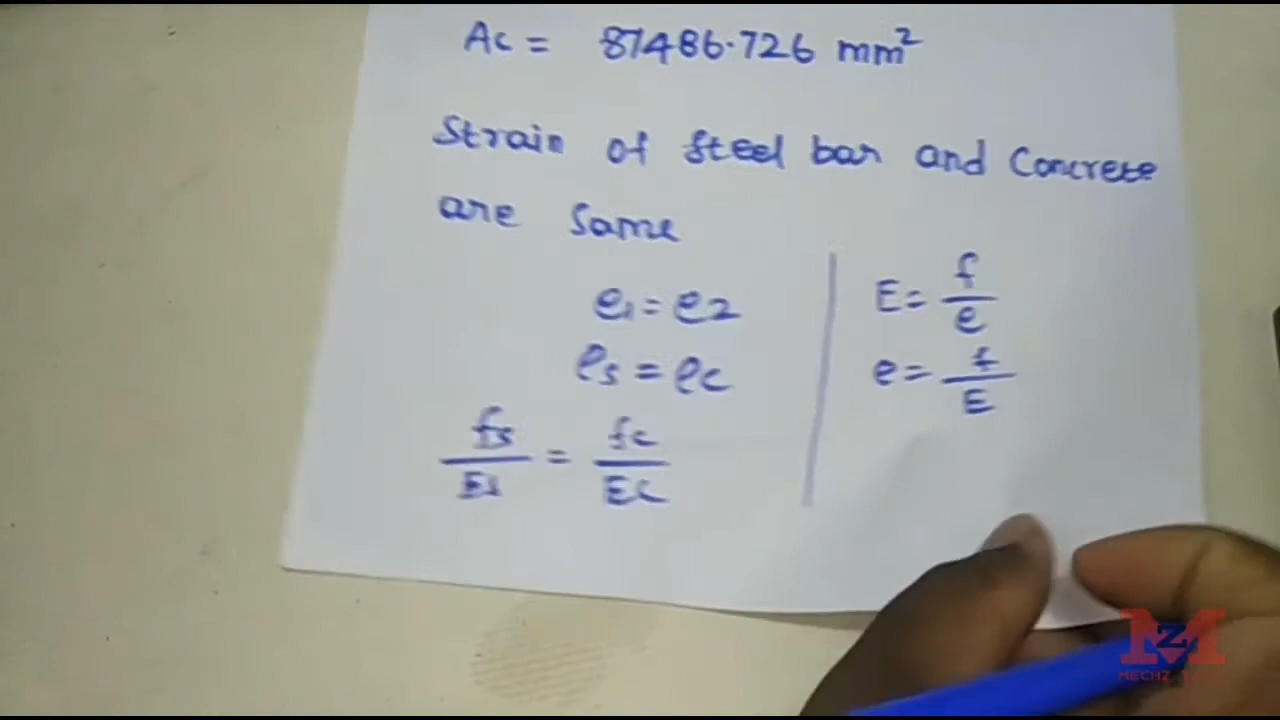 Ac = 87486.726 mm²
Strain of steel bar and Concrete
are same
e1 = e2
es = ec
fs/Es = fc/Ec
E = f/e
e = f/E
MZ